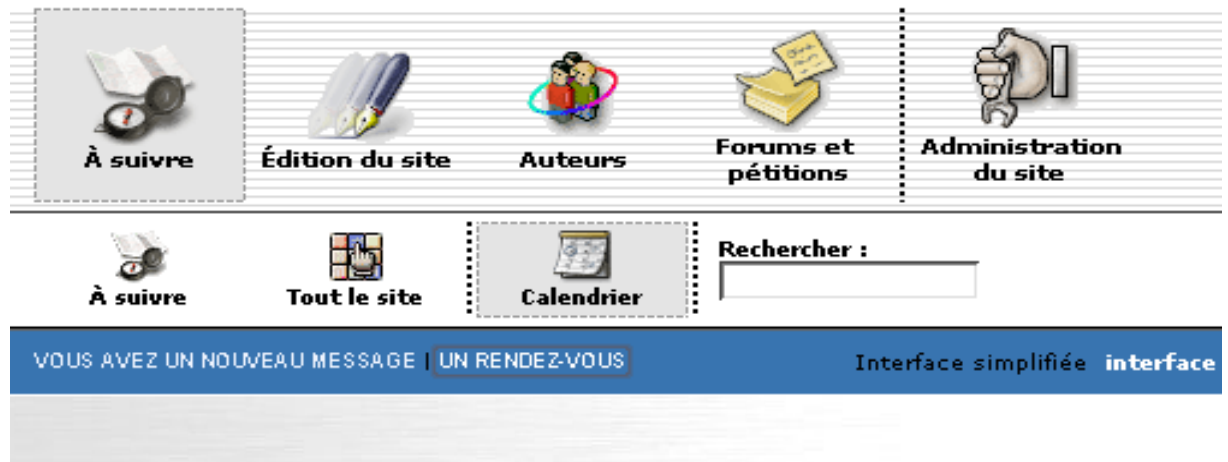 À suivre
Édition du site
Auteurs
Forums et
pétitions
Administration
du site
À suivre
Tout le site
Calendrier
Rechercher :
VOUS AVEZ UN NOUVEAU MESSAGE | UN RENDEZ-VOUS
Interface simplifiée interface